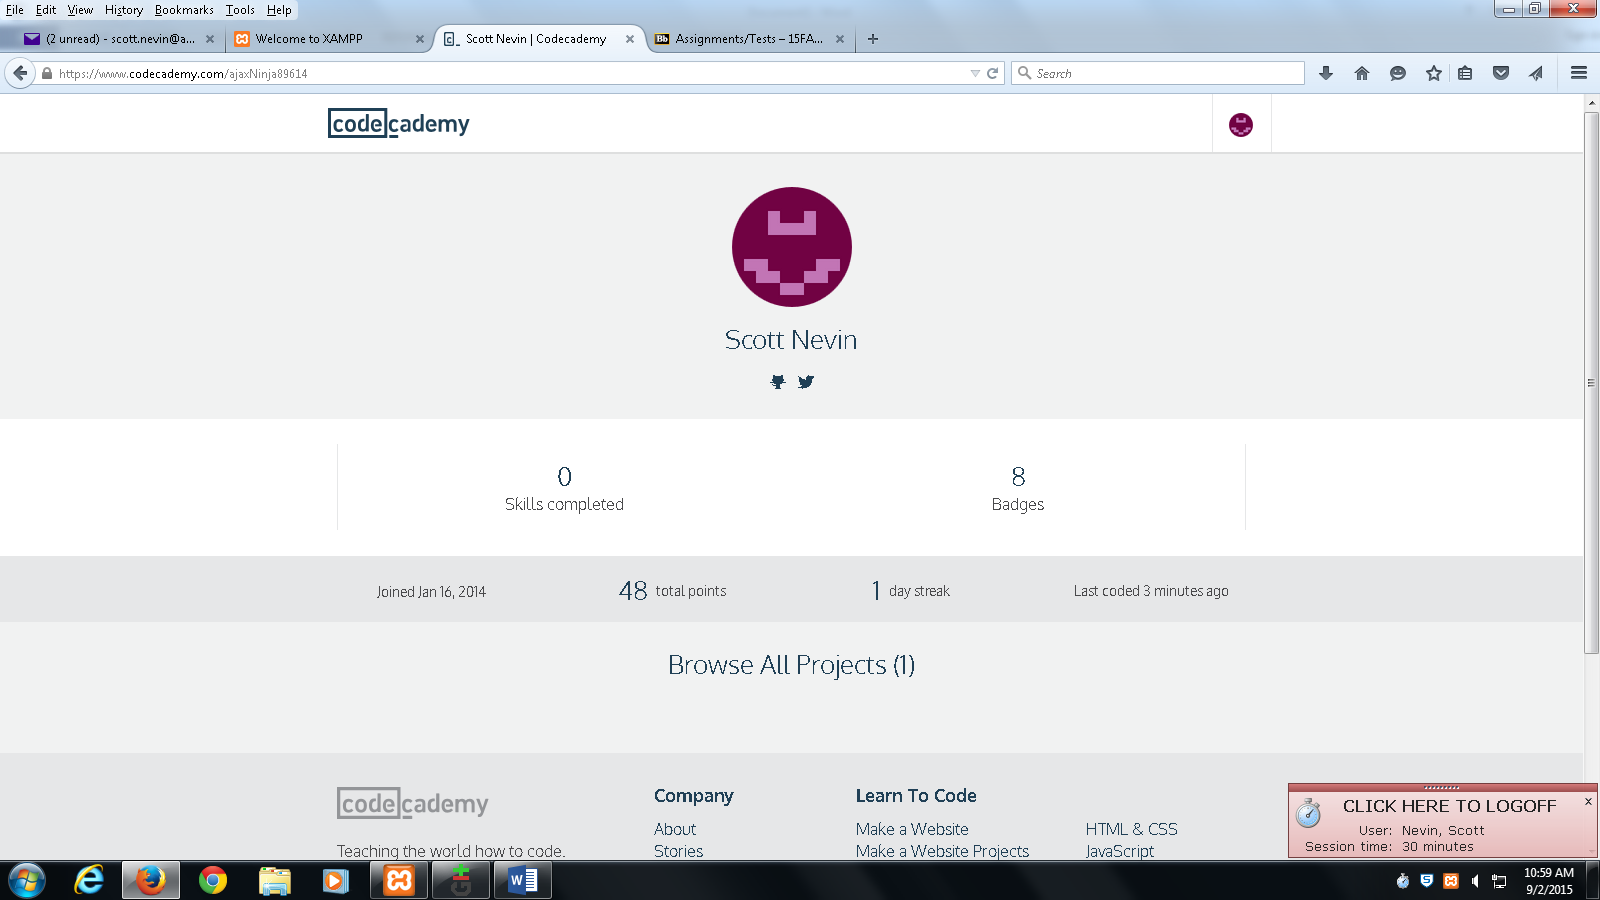 File Edit View History Bookmarks Tools Help
(2 unread) - scott.nevin@a... Welcome to XAMPP Scott Nevin | Codecademy Assignments/Tests – 15FA...
https://www.codecademy.com/ajaxNinja89614 Search
codecademy
Scott Nevin
0 8
Skills completed Badges
Joined Jan 16, 2014 48 total points 1 day streak Last coded 3 minutes ago
Browse All Projects (1)
codecademy Company Learn To Code
About Make a Website HTML & CSS
Teaching the world how to code. Stories Make a Website Projects JavaScript
CLICK HERE TO LOGOFF
User: Nevin, Scott
Session time: 30 minutes
10:59 AM
9/2/2015